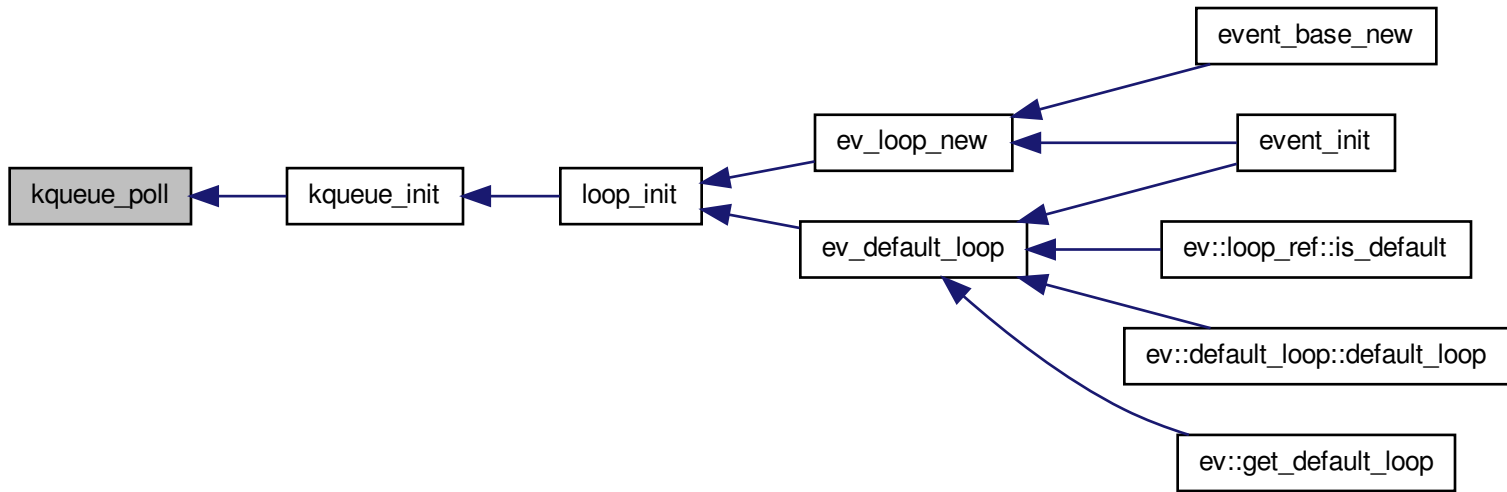 kqueue_poll
kqueue_init
loop_init
ev_loop_new
ev_default_loop
event_base_new
event_init
ev::loop_ref::is_default
ev::default_loop::default_loop
ev::get_default_loop